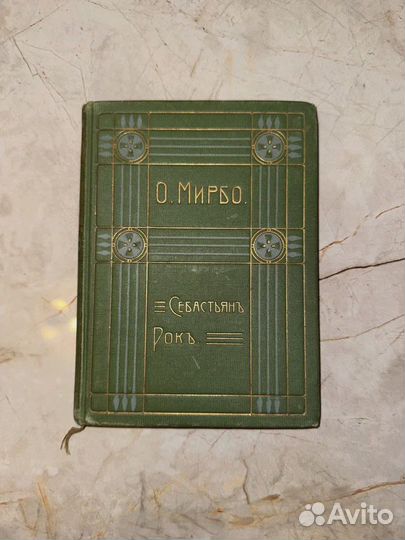 О. Мирбо.
Себастьянъ
Рокъ.
Avito